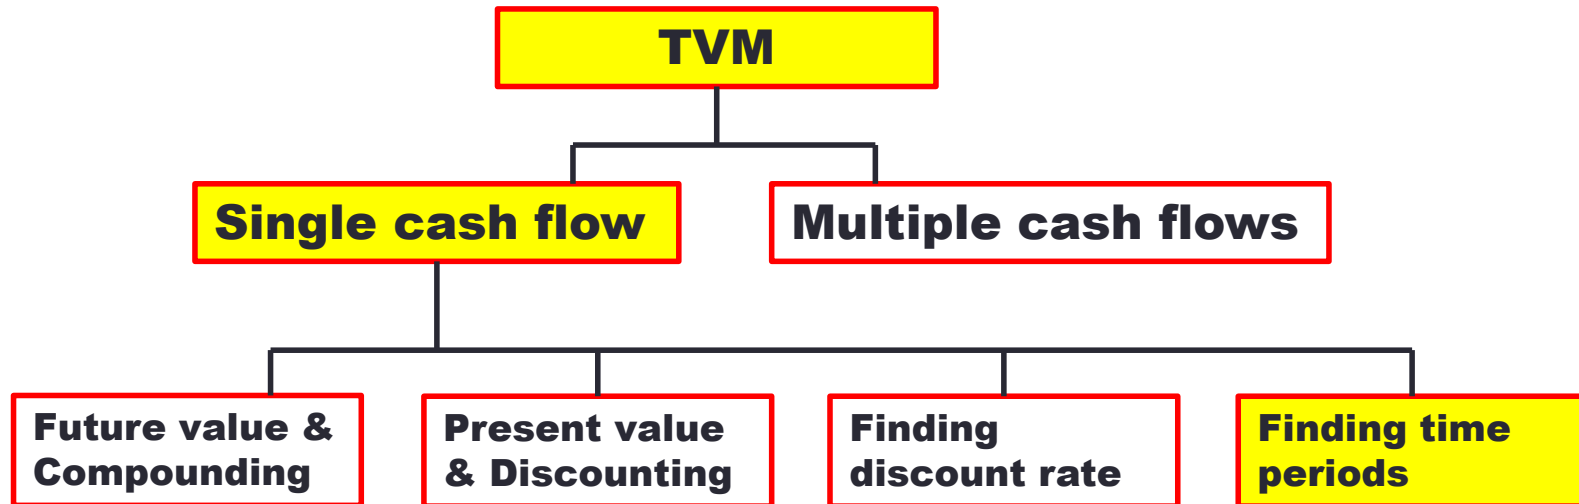 TVM
Single cash flow
Multiple cash flows
Future value &
Compounding
Present value
& Discounting
Finding
discount rate
Finding time
periods